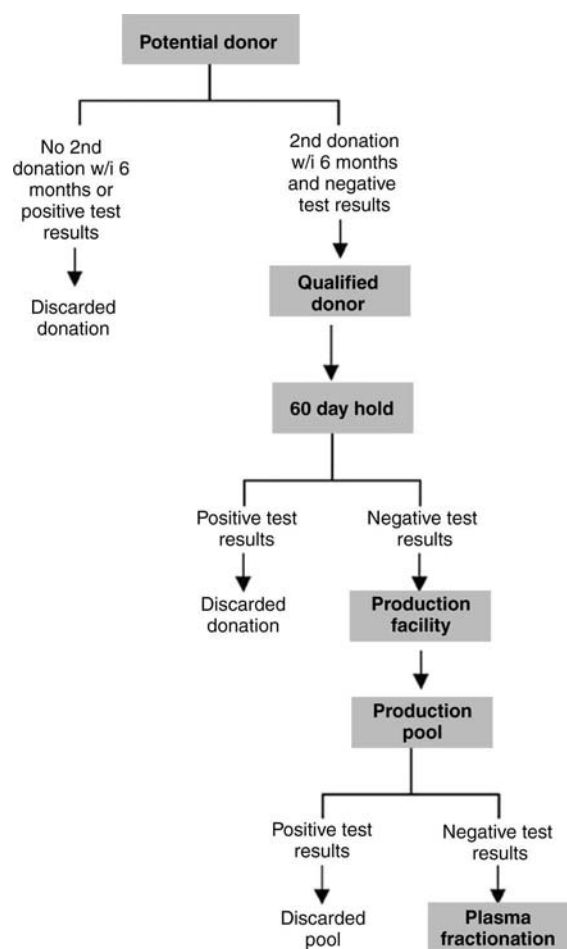 Potential donor
No 2nd
donation w/i 6
months or
positive test
results
2nd donation
w/i 6 months
and negative
test results
Discarded
donation
Qualified
donor
60 day hold
Positive test
results
Negative test
results
Discarded
donation
Production
facility
Production
pool
Positive test
results
Negative test
results
Discarded
pool
Plasma
fractionation